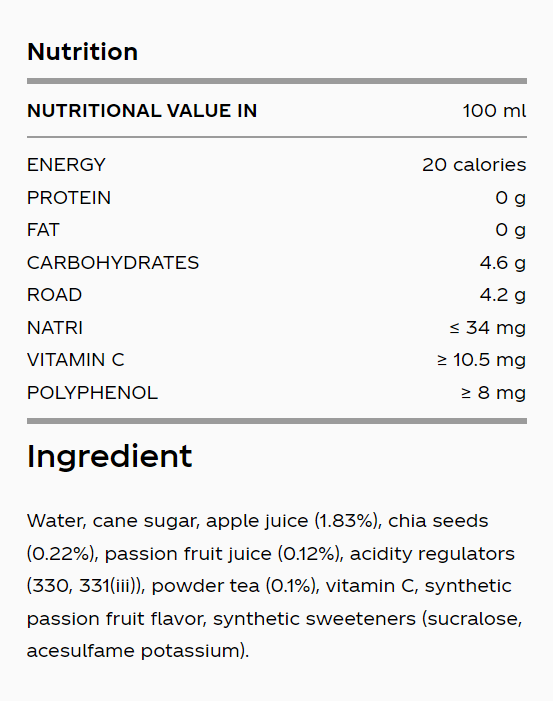 Nutrition
NUTRITIONAL VALUE IN 100 ml
ENERGY 20 calories
PROTEIN 0 g
FAT 0 g
CARBOHYDRATES 4.6 g
ROAD 4.2 g
NATRI ≤ 34 mg
VITAMIN C ≥ 10.5 mg
POLYPHENOL ≥ 8 mg
Ingredient
Water, cane sugar, apple juice (1.83%), chia seeds
(0.22%), passion fruit juice (0.12%), acidity regulators
(330, 331(iii)), powder tea (0.1%), vitamin C, synthetic
passion fruit flavor, synthetic sweeteners (sucralose,
acesulfame potassium).